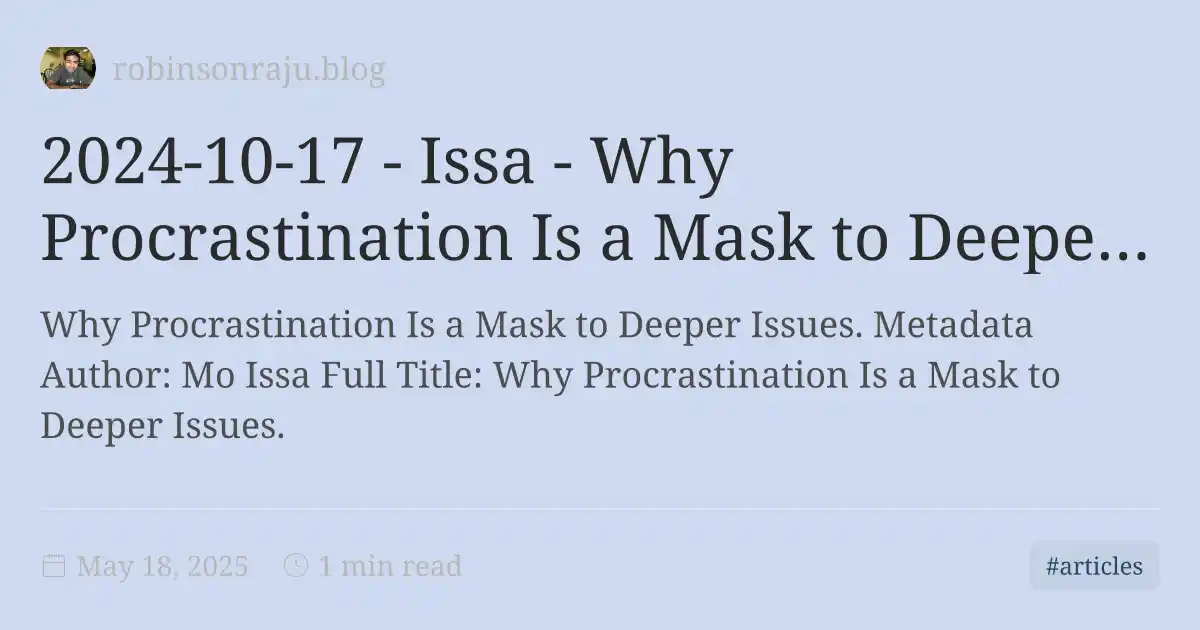 robinsonraju.blog
2024-10-17 - Issa - Why
Procrastination Is a Mask to Deepe...
Why Procrastination Is a Mask to Deeper Issues. Metadata
Author: Mo Issa Full Title: Why Procrastination Is a Mask to
Deeper Issues.
May 18, 2025 1 min read #articles